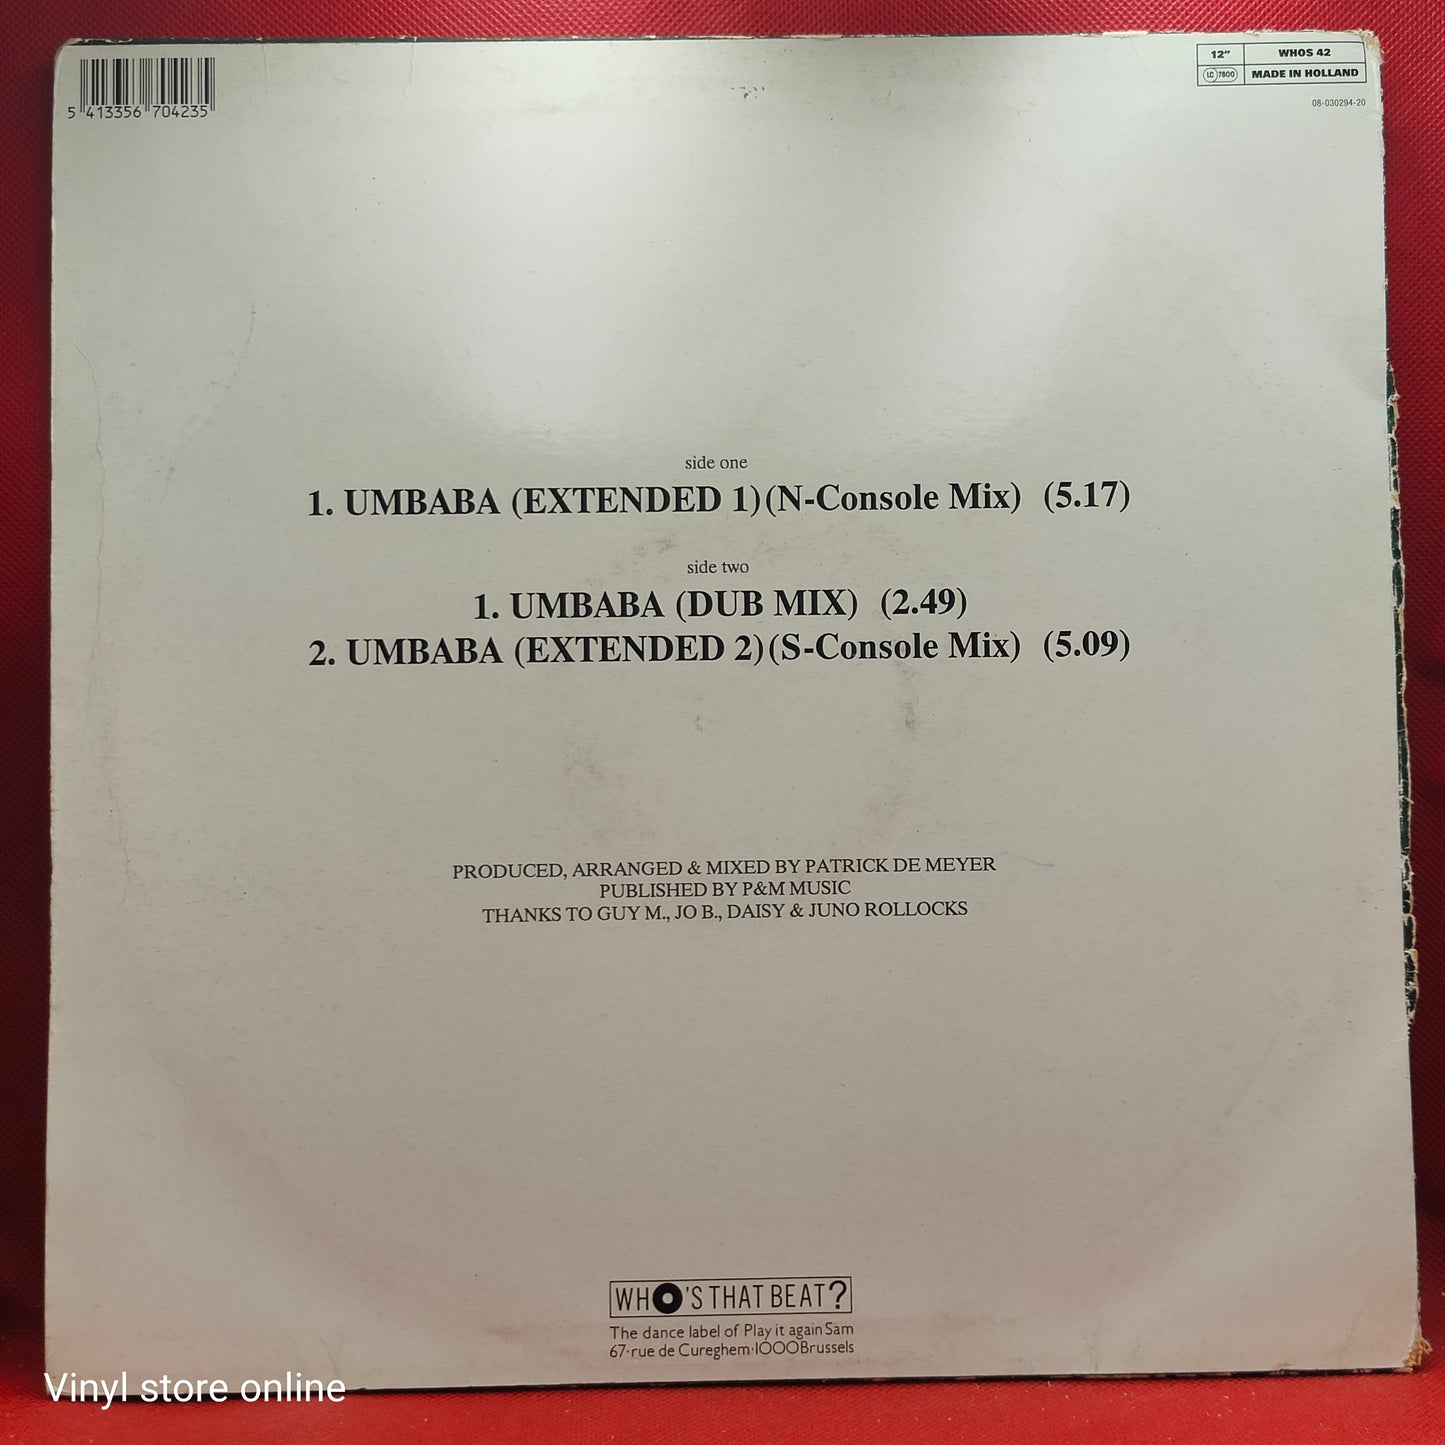 5 413356 704235
12" WHOS 42
LC 7800 MADE IN HOLLAND
08-030294-20
side one
1. UMBABA (EXTENDED 1)(N-Console Mix) (5.17)
side two
1. UMBABA (DUB MIX) (2.49)
2. UMBABA (EXTENDED 2)(S-Console Mix) (5.09)
PRODUCED, ARRANGED & MIXED BY PATRICK DE MEYER
PUBLISHED BY P&M MUSIC
THANKS TO GUY M., JO B., DAISY & JUNO ROLLOCKS
WHO'S THAT BEAT?
The dance label of Play it again Sam
67·rue de Cureghem·1000 Brussels
Vinyl store online